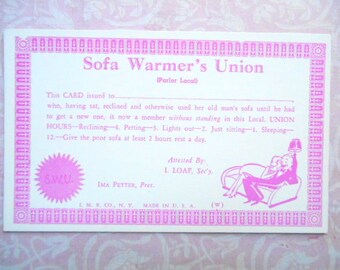 Sofa Warmer's Union
(Parlor Local)
This CARD issued to
who, having sat, reclined and otherwise used her old man's sofa until he had
to get a new one, is now a member without standing in this Local. UNION
HOURS—Reclining—4. Petting—3. Lights out—2. Just sitting—1. Sleeping—
12.—Give the poor sofa at least 2 hours rest a day.
Attested By:
I. LOAF, Sec'y.
S.W.U.
IMA PETTER, Pres.
I. M. R. CO., N. Y. MADE IN U. S. A. (W)